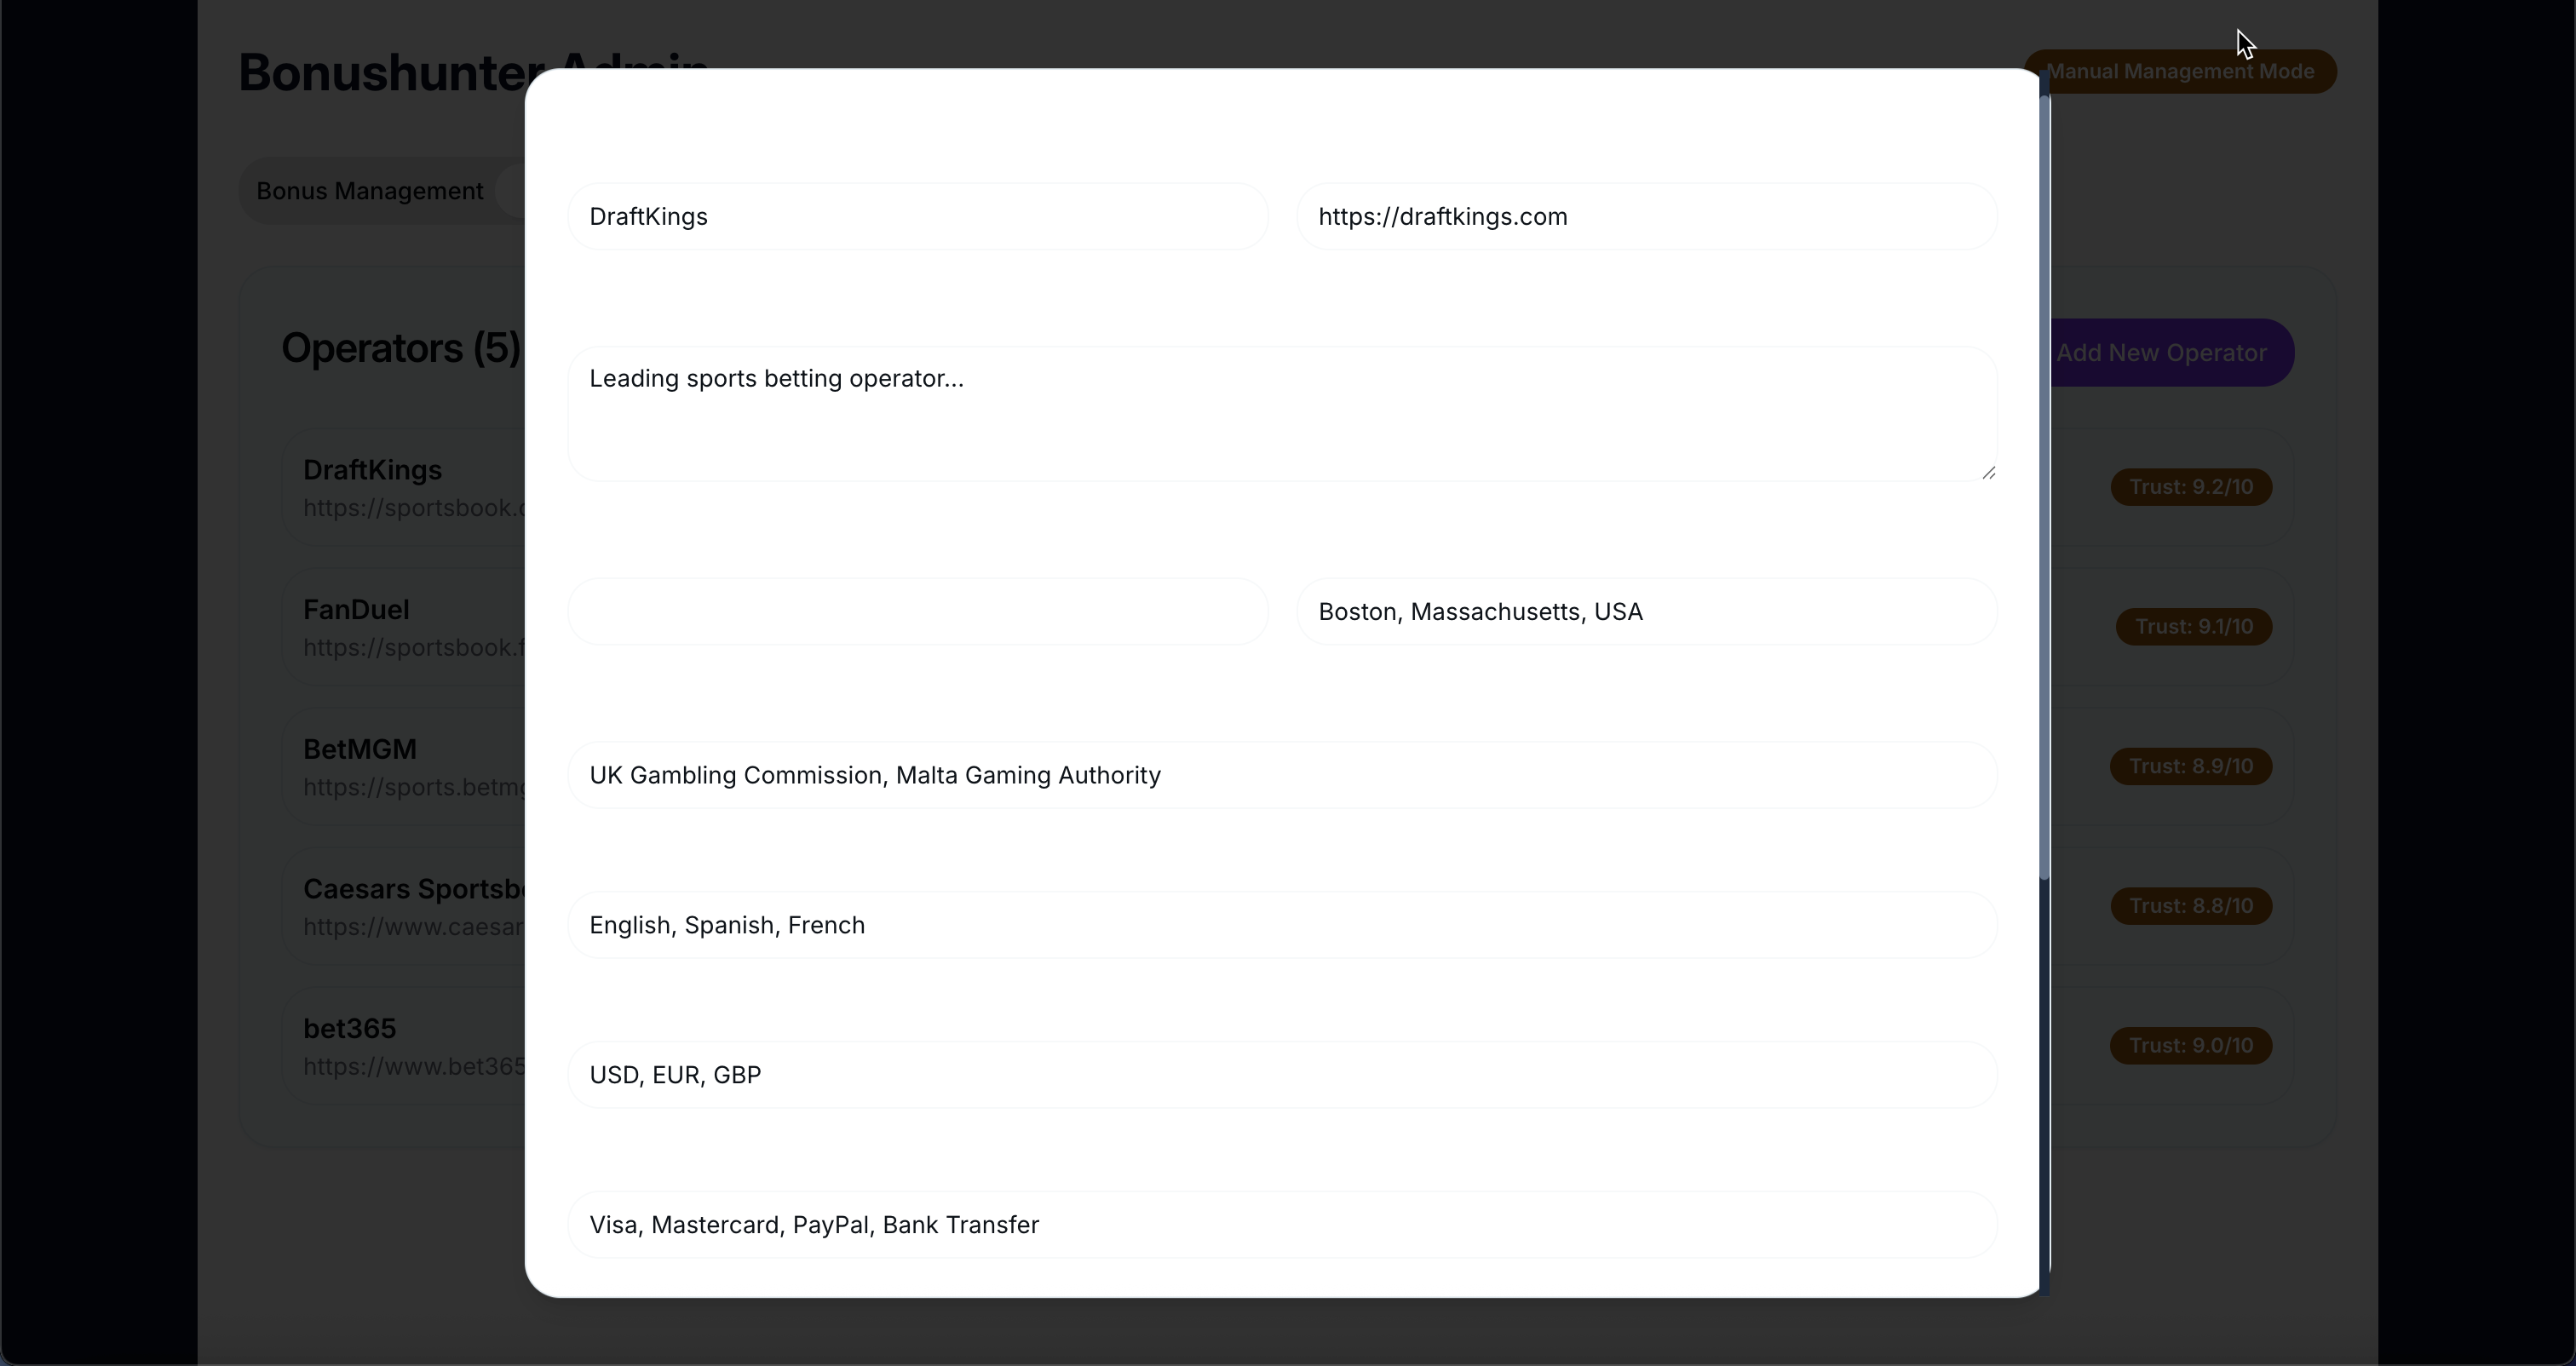 Bonushunter Admin
Manual Management Mode
Bonus Management
DraftKings
https://draftkings.com
Operators (5)
Add New Operator
Leading sports betting operator...
DraftKings
https://sportsbook.
Trust: 9.2/10
FanDuel
https://sportsbook.
Trust: 9.1/10
Boston, Massachusetts, USA
BetMGM
https://sports.betm
Trust: 8.9/10
UK Gambling Commission, Malta Gaming Authority
Caesars Sportsb
https://www.caesar
Trust: 8.8/10
English, Spanish, French
bet365
https://www.bet365
Trust: 9.0/10
USD, EUR, GBP
Visa, Mastercard, PayPal, Bank Transfer